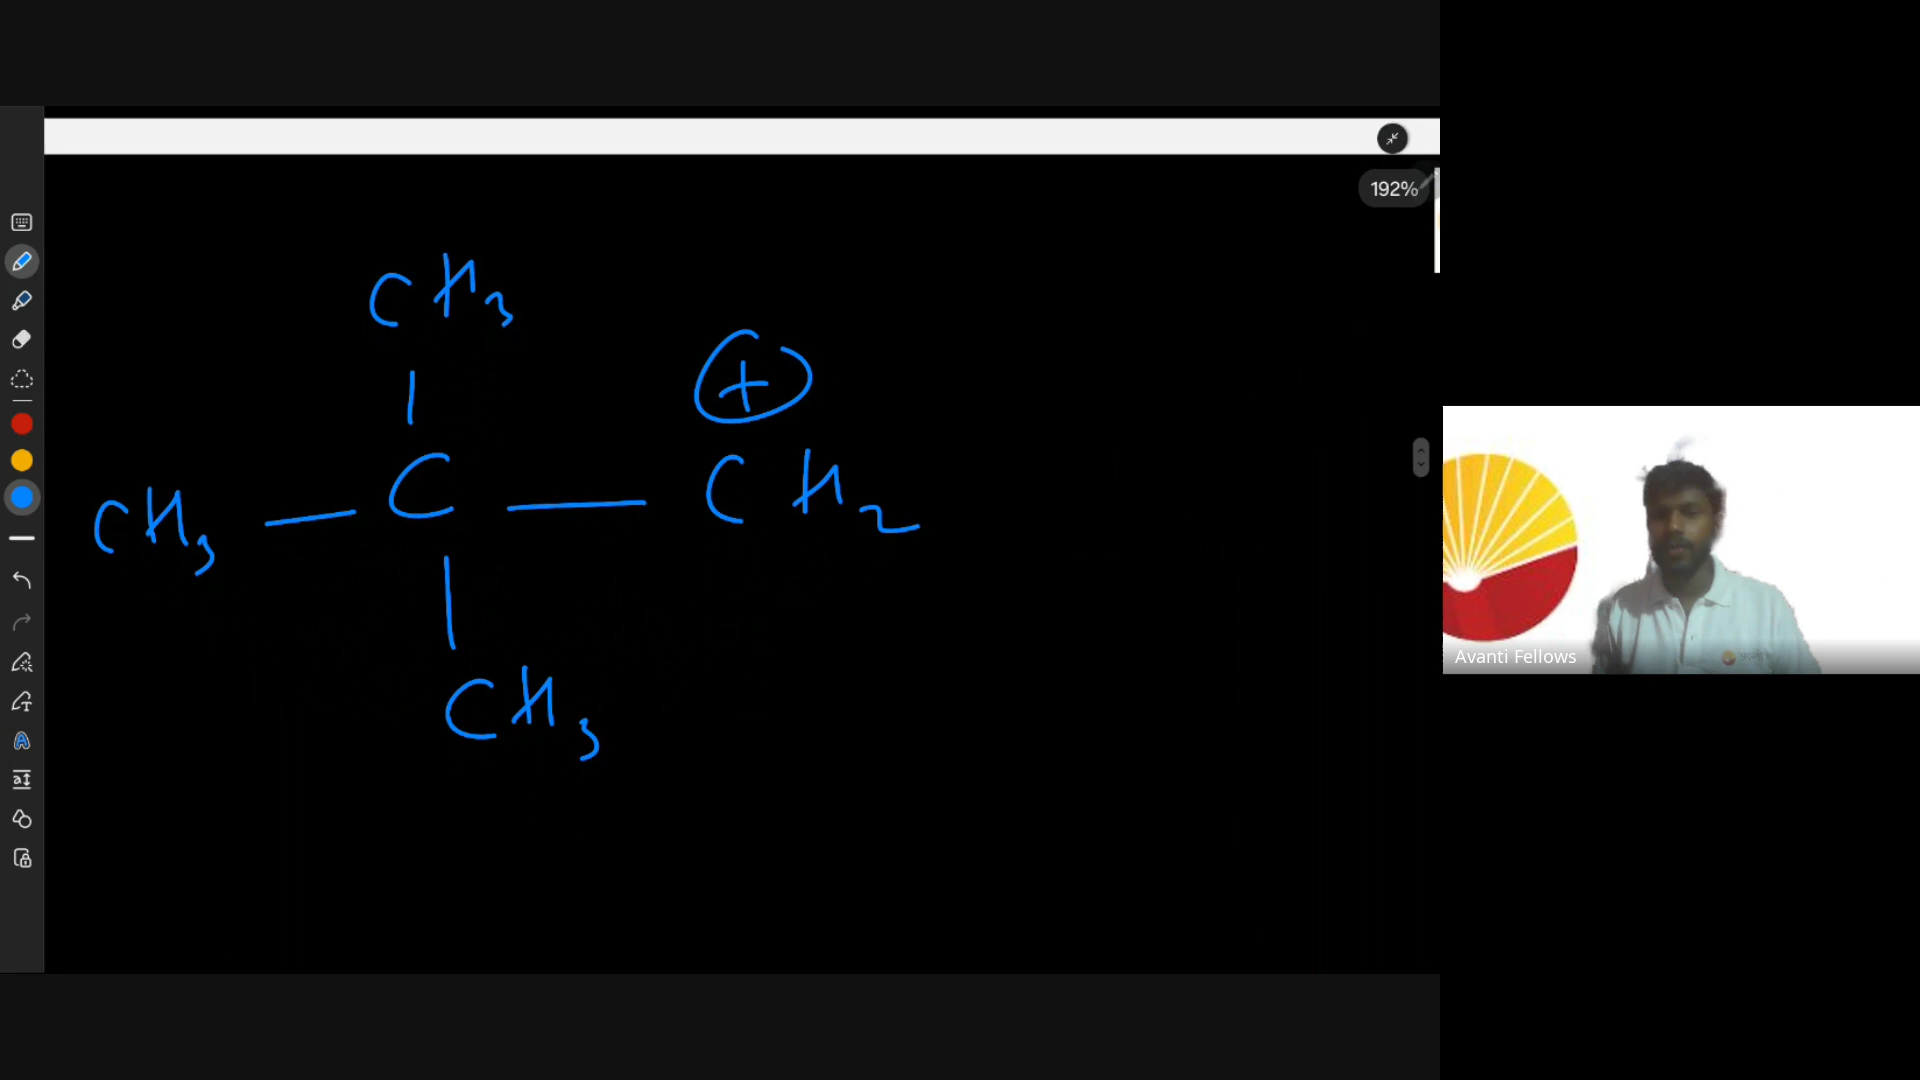 192%
CH3
+
CH3 — C — CH2
CH3
Avanti Fellows